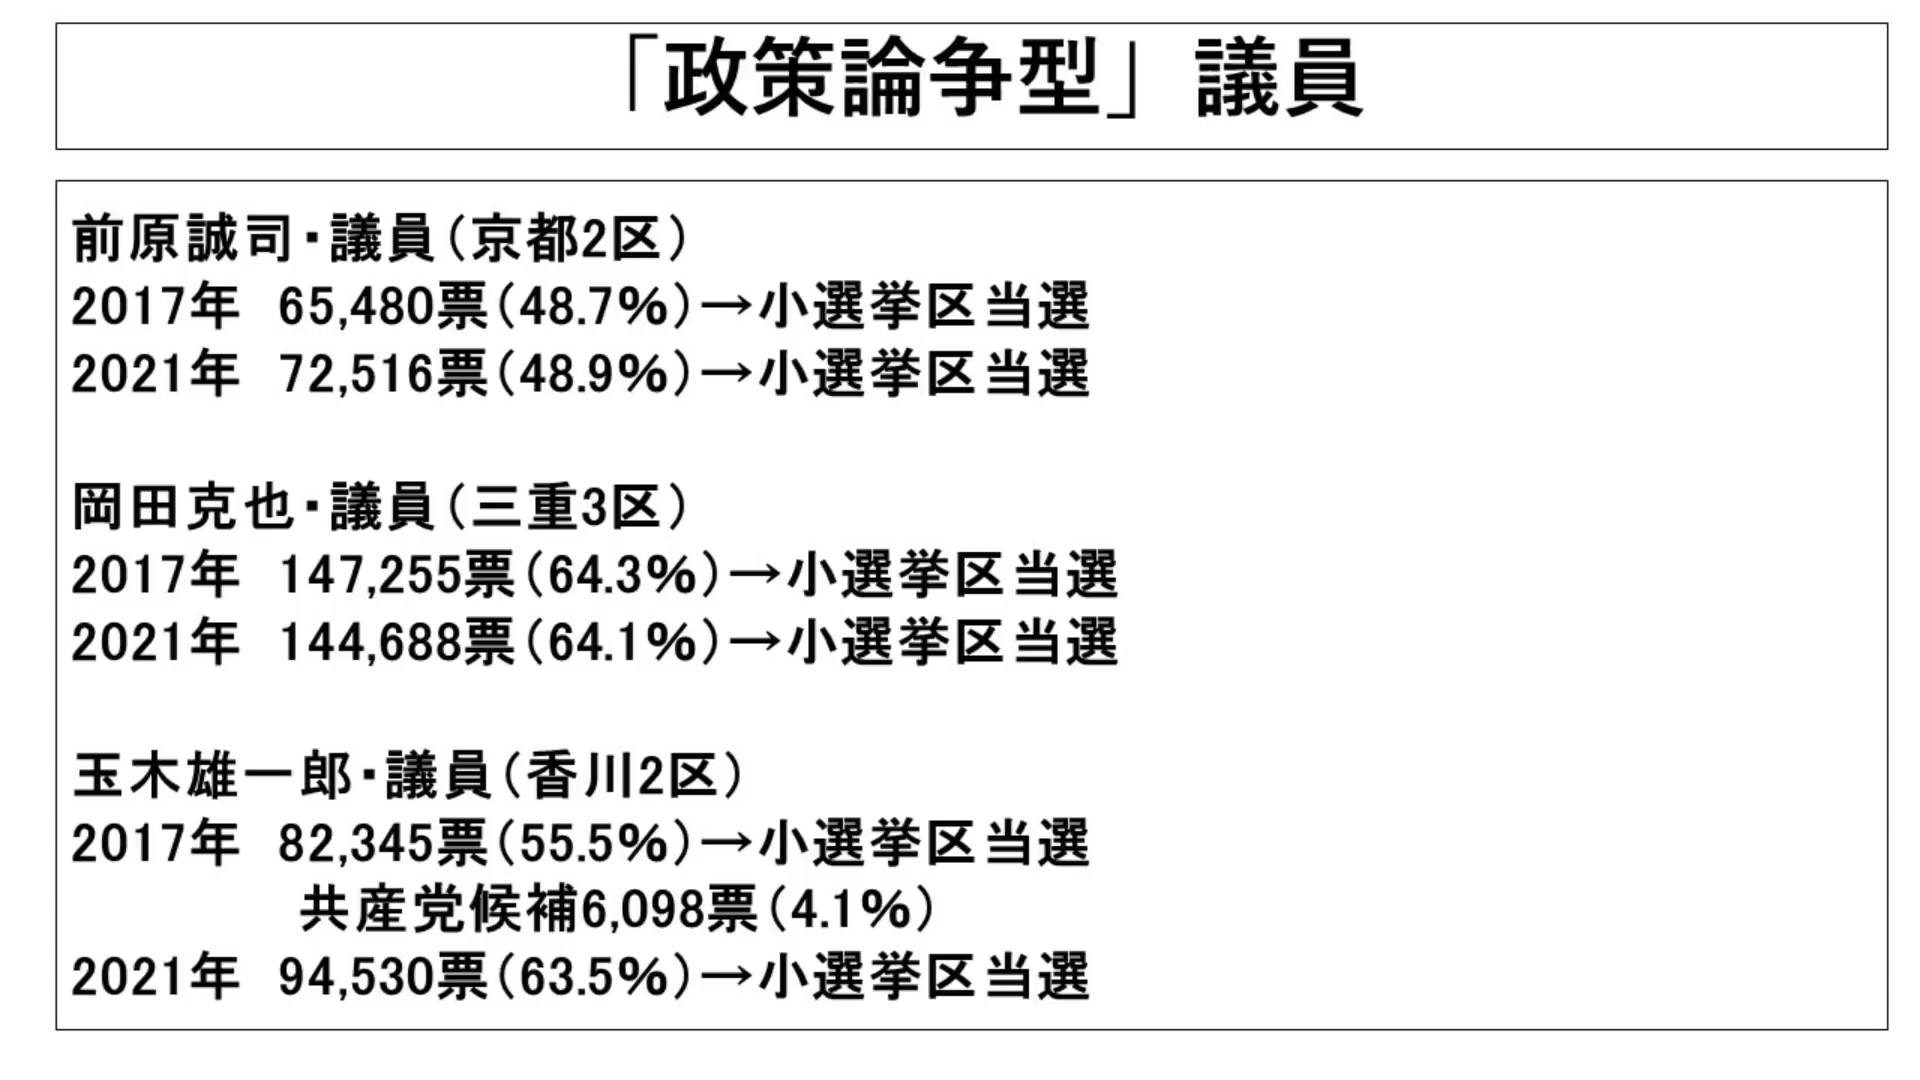 「政策論争型」 議員
前原誠司・議員（京都2区）
2017年　65,480票（48.7%）→小選挙区当選
2021年　72,516票（48.9%）→小選挙区当選
岡田克也・議員（三重3区）
2017年　147,255票（64.3%）→小選挙区当選
2021年　144,688票（64.1%）→小選挙区当選
玉木雄一郎・議員（香川2区）
2017年　82,345票（55.5%）→小選挙区当選
共産党候補6,098票（4.1%）
2021年　94,530票（63.5%）→小選挙区当選